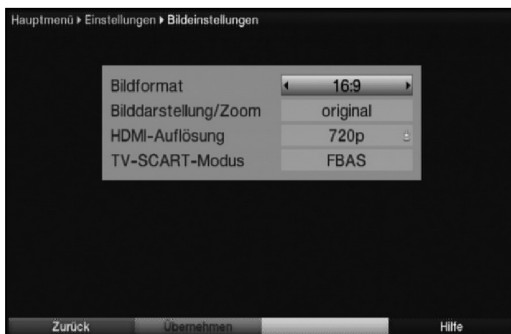 Hauptmenü ▸ Einstellungen ▸ Bildeinstellungen
Bildformat 16:9
Bilddarstellung/Zoom original
HDMI-Auflösung 720p
TV-SCART-Modus FBAS
Zurück Übernehmen Hilfe